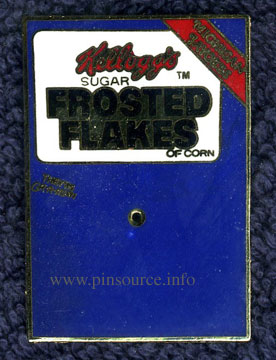 Kellogg's
SUGAR ™
FROSTED
FLAKES
OF CORN
www.pinsource.info